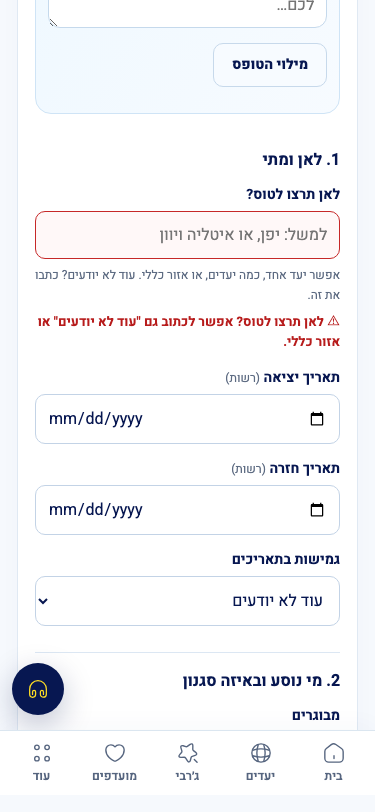 לכם...
מילוי הטופס
1. לאן ומתי
לאן תרצו לטוס?
למשל: יפן, או איטליה ויוון
אפשר יעד אחד, כמה יעדים, או אזור כללי. עוד לא יודעים? כתבו
את זה.
⚠ לאן תרצו לטוס? אפשר לכתוב גם "עוד לא יודעים" או
אזור כללי.
תאריך יציאה (רשות)
mm/dd/yyyy
תאריך חזרה (רשות)
mm/dd/yyyy
גמישות בתאריכים
עוד לא יודעים
2. מי נוסע ובאיזה סגנון
מבוגרים
בית
יעדים
ג'רבי
מועדפים
עוד